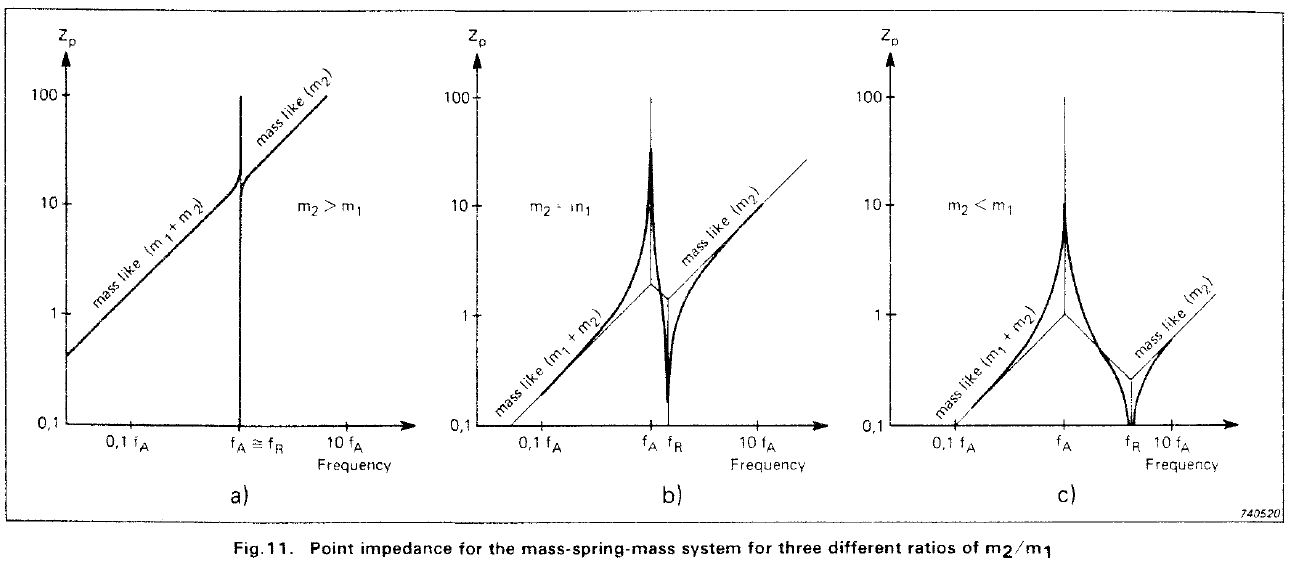 Zp
100
10
1
0,1
mass like (m1 + m2)
mass like (m2)
m2 > m1
0,1 fA
fA ≅ fR
10 fA
Frequency
a)
Zp
100
10
1
0,1
mass like (m1 + m2)
mass like (m2)
0,1 fA
fA
fR
10 fA
Frequency
b)
Zp
100
10
1
0,1
mass like (m1 + m2)
mass like (m2)
m2 < m1
0,1 fA
fA
fR
10 fA
Frequency
c)
740520
Fig.11. Point impedance for the mass-spring-mass system for three different ratios of m2/m1